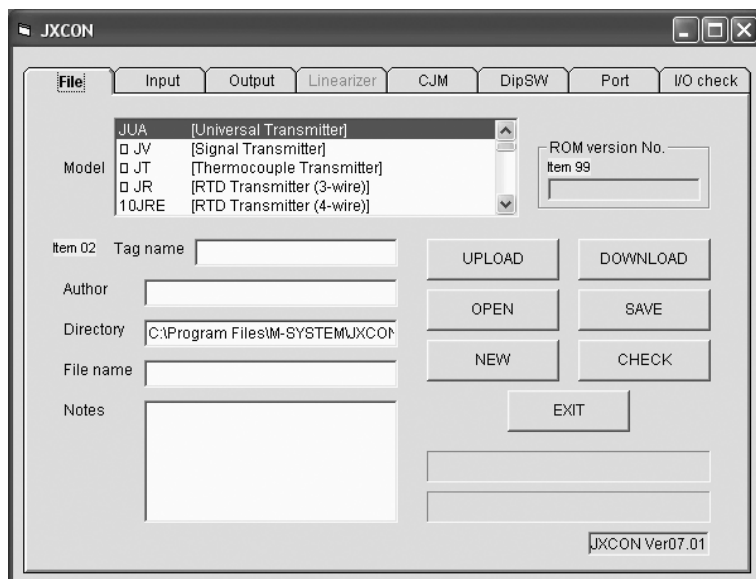 JXCON
File Input Output Linearizer CJM DipSW Port I/O check
Model
JUA [Universal Transmitter]
□ JV [Signal Transmitter]
□ JT [Thermocouple Transmitter]
□ JR [RTD Transmitter (3-wire)]
10JRE [RTD Transmitter (4-wire)]
ROM version No.
Item 99
Item 02 Tag name
Author
Directory C:\Program Files\M-SYSTEM\JXCON
File name
Notes
UPLOAD DOWNLOAD
OPEN SAVE
NEW CHECK
EXIT
JXCON Ver07.01